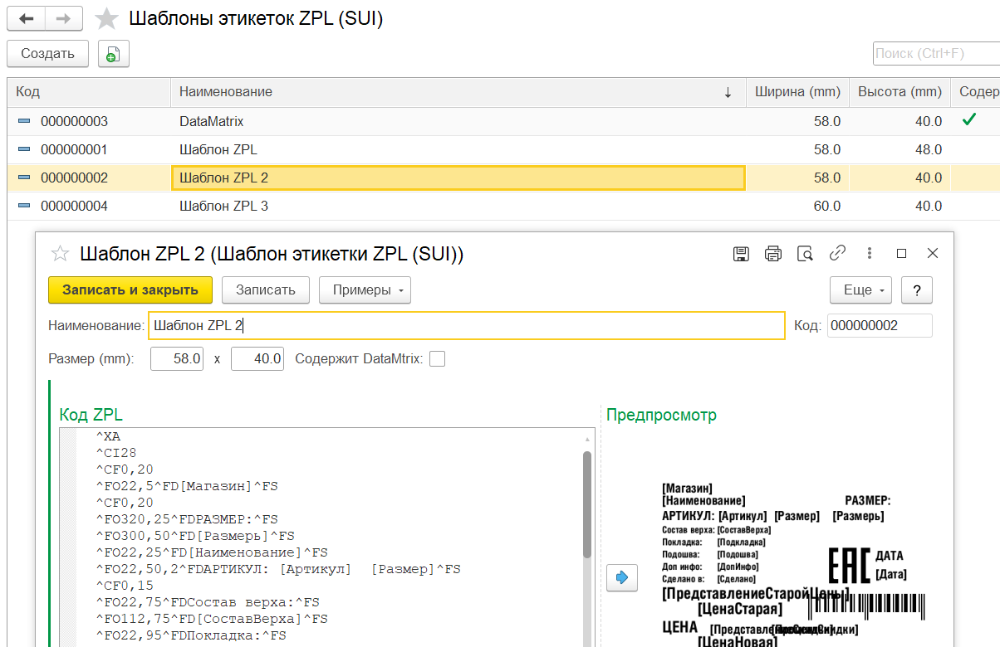 Шаблоны этикеток ZPL (SUI)
Создать
Поиск (Ctrl+F)
Код Наименование ↓ Ширина (mm) Высота (mm) Содер
000000003 DataMatrix 58.0 40.0
000000001 Шаблон ZPL 58.0 48.0
000000002 Шаблон ZPL 2 58.0 40.0
000000004 Шаблон ZPL 3 60.0 40.0
Шаблон ZPL 2 (Шаблон этикетки ZPL (SUI))
Записать и закрыть Записать Примеры Еще ?
Наименование: Шаблон ZPL 2 Код: 000000002
Размер (mm): 58.0 x 40.0 Содержит DataMtrix:
Код ZPL
^XA
^CI28
^CF0,20
^FO22,5^FD[Магазин]^FS
^CF0,20
^FO320,25^FDРАЗМЕР:^FS
^FO300,50^FD[Размерь]^FS
^FO22,25^FD[Наименование]^FS
^FO22,50,2^FDАРТИКУЛ: [Артикул] [Размер]^FS
^CF0,15
^FO22,75^FDСостав верха:^FS
^FO112,75^FD[СоставВерха]^FS
^FO22,95^FDПокладка:^FS
Предпросмотр
[Магазин]
[Наименование] РАЗМЕР:
АРТИКУЛ: [Артикул] [Размер] [Размерь]
Состав верха: [СоставВерха]
Покладка: [Подкладка]
Подошва: [Подошва]
Доп инфо: [ДопИнфо]
Сделано в: [Сделано]
ЕАС ДАТА
[Дата]
[ПредставлениеСтаройЦены]
[ЦенаСтарая]
ЦЕНА
[ЦенаНовая]